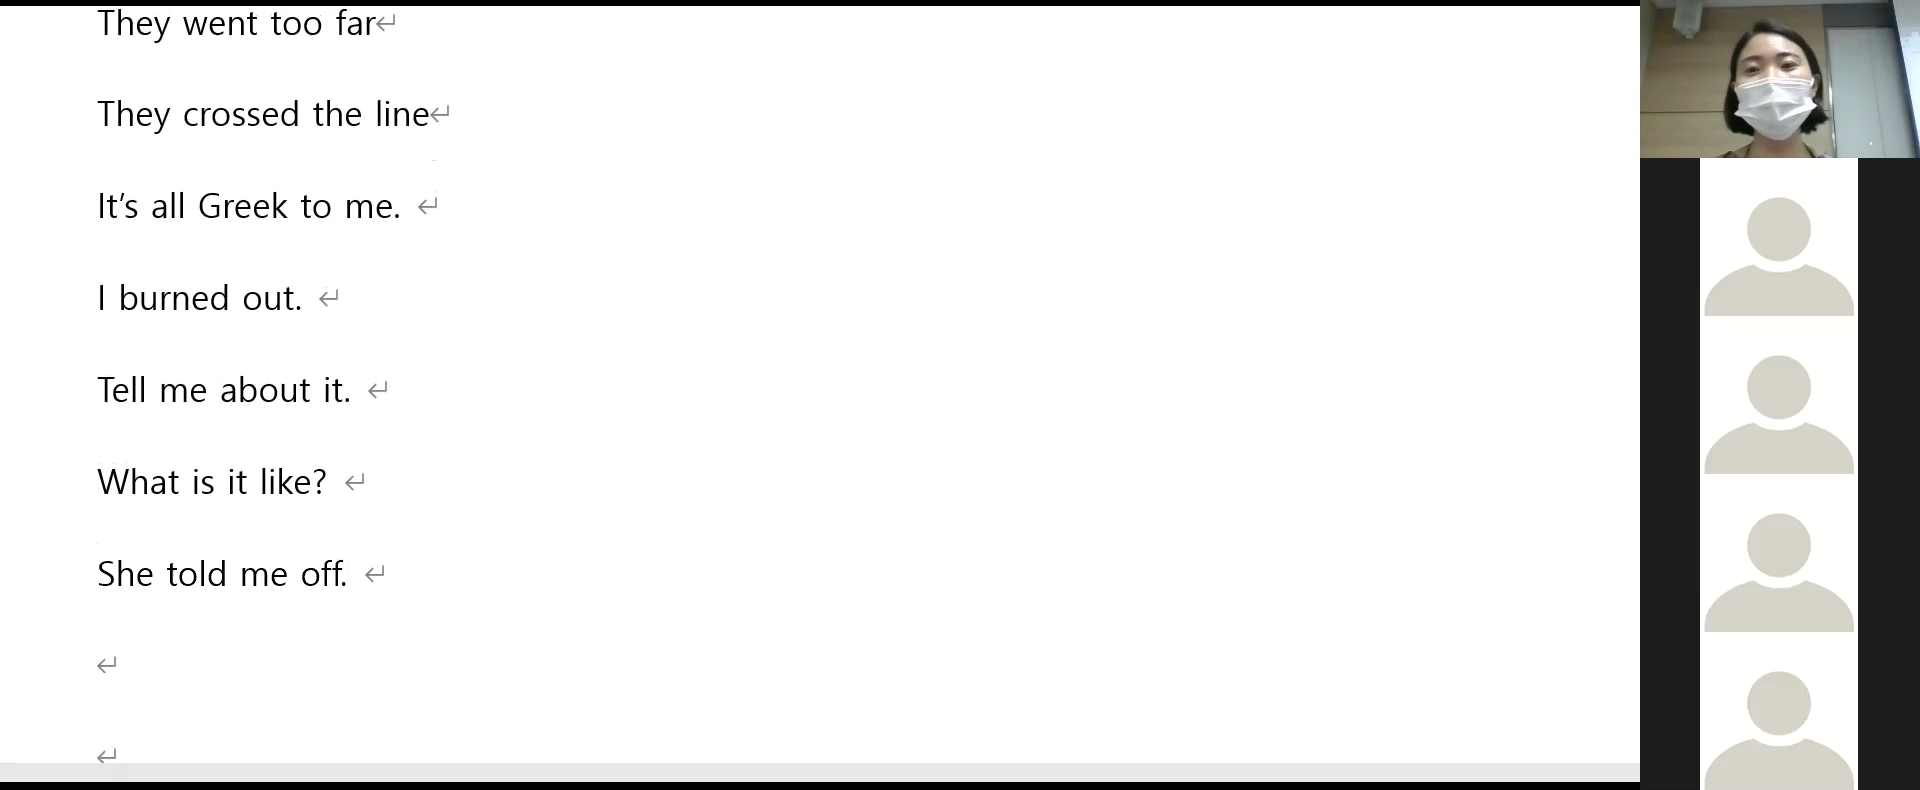 They went too far
They crossed the line
It's all Greek to me.
I burned out.
Tell me about it.
What is it like?
She told me off.